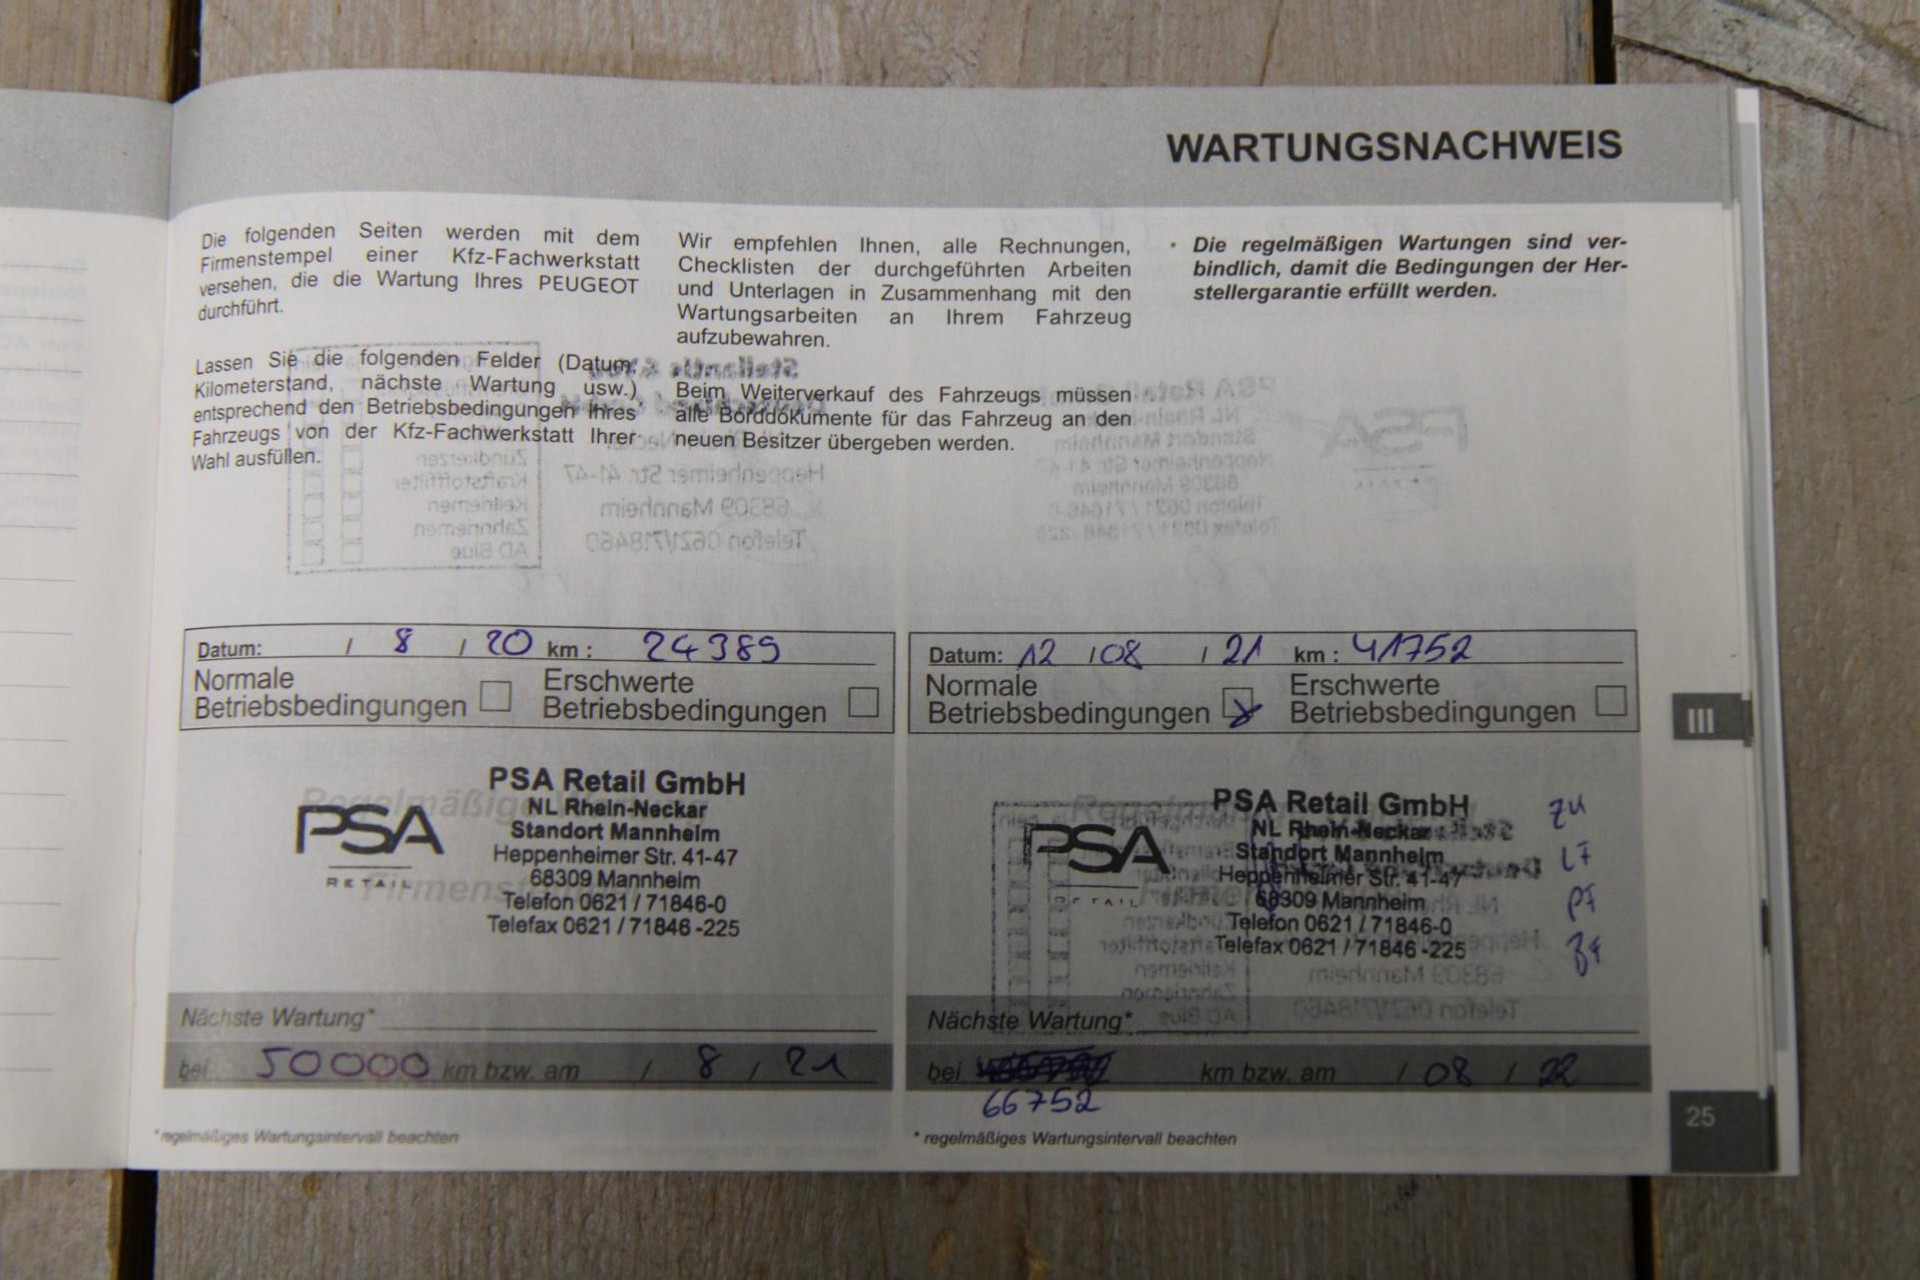 WARTUNGSNACHWEIS
Die folgenden Seiten werden mit dem
Firmenstempel einer Kfz-Fachwerkstatt
versehen, die die Wartung Ihres PEUGEOT
durchführt.
Lassen Sie die folgenden Felder (Datum,
Kilometerstand, nächste Wartung usw.)
entsprechend den Betriebsbedingungen Ihres
Fahrzeugs von der Kfz-Fachwerkstatt Ihrer
Wahl ausfüllen.
Wir empfehlen Ihnen, alle Rechnungen,
Checklisten der durchgeführten Arbeiten
und Unterlagen in Zusammenhang mit den
Wartungsarbeiten an Ihrem Fahrzeug
aufzubewahren.
Beim Weiterverkauf des Fahrzeugs müssen
alle Borddokumente für das Fahrzeug an den
neuen Besitzer übergeben werden.
• Die regelmäßigen Wartungen sind ver-
bindlich, damit die Bedingungen der Her-
stellergarantie erfüllt werden.
Datum: / 8 / 20 km : 24389
Normale
Betriebsbedingungen
Erschwerte
Betriebsbedingungen
PSA
RETAIL
PSA Retail GmbH
NL Rhein-Neckar
Standort Mannheim
Heppenheimer Str. 41-47
68309 Mannheim
Telefon 0621 / 71846-0
Telefax 0621 / 71846 -225
Nächste Wartung*
bei 50000 km bzw. am / 8 / 21
* regelmäßiges Wartungsintervall beachten
Datum: 12 / 08 / 21 km : 41752
Normale
Betriebsbedingungen
Erschwerte
Betriebsbedingungen
PSA
RETAIL
PSA Retail GmbH
NL Rhein-Neckar
Standort Mannheim
Heppenheimer Str. 41-47
68309 Mannheim
Telefon 0621 / 71846-0
Telefax 0621 / 71846 -225
LF
PF
Nächste Wartung*
bei km bzw. am / 08 / 22
66752
* regelmäßiges Wartungsintervall beachten
III
25